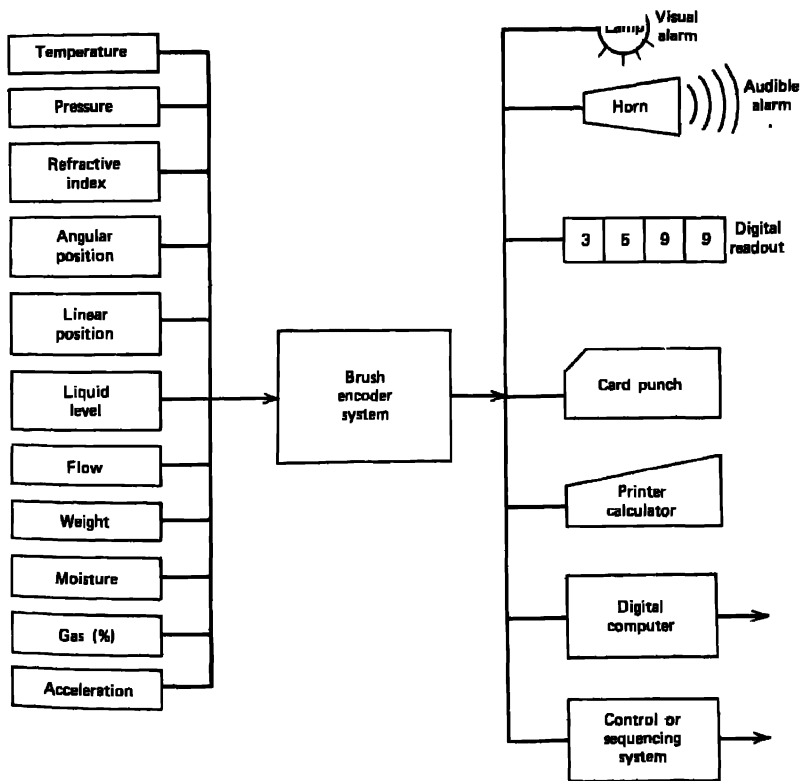 Temperature
Pressure
Refractive
index
Angular
position
Linear
position
Liquid
level
Flow
Weight
Moisture
Gas (%)
Acceleration
Brush
encoder
system
Lamp
Visual
alarm
Horn
Audible
alarm
3 5 9 9
Digital
readout
Card punch
Printer
calculator
Digital
computer
Control or
sequencing
system